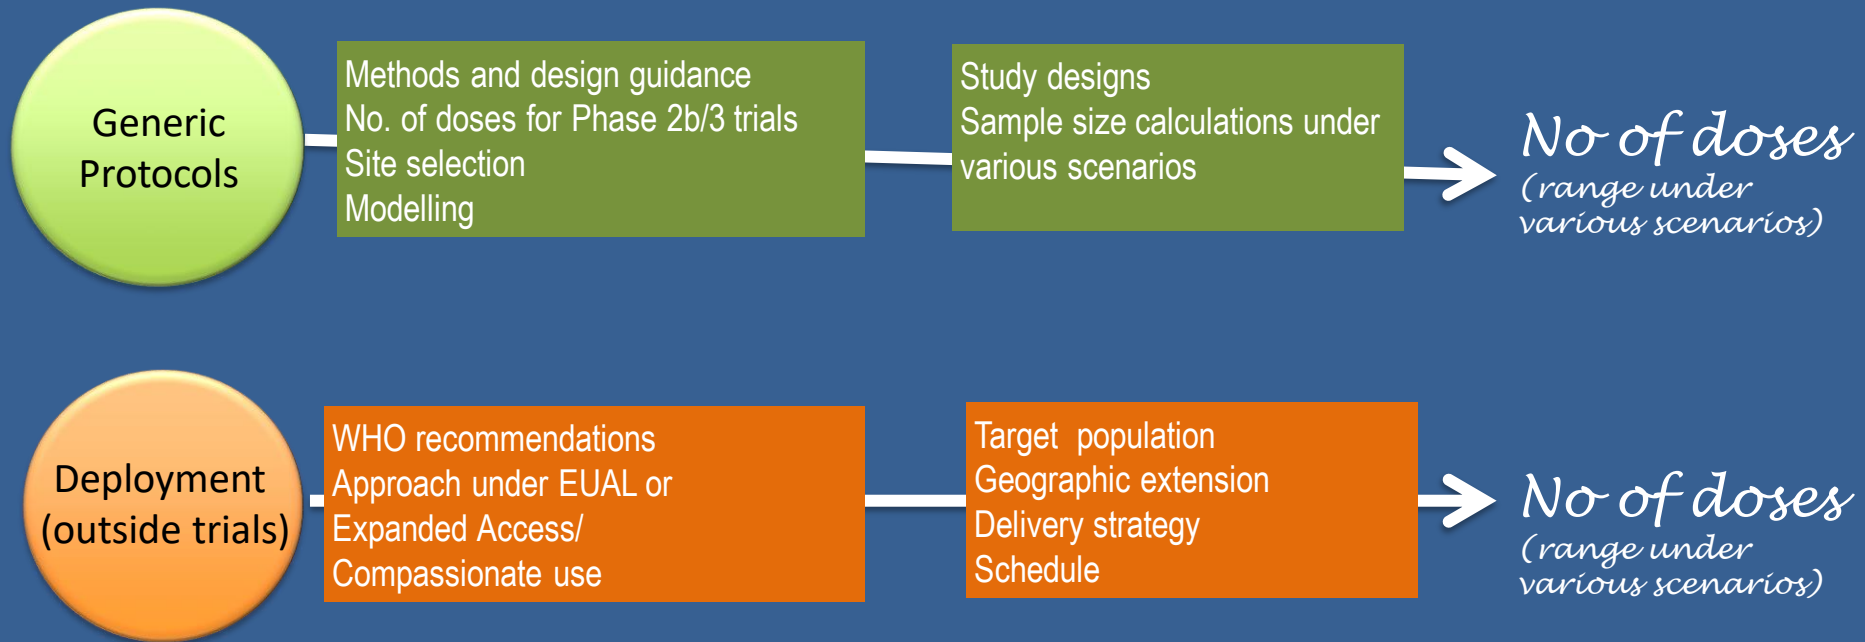 Generic
Protocols
Methods and design guidance
No. of doses for Phase 2b/3 trials
Site selection
Modelling
Study designs
Sample size calculations under
various scenarios
No of doses
(range under
various scenarios)
Deployment
(outside trials)
WHO recommendations
Approach under EUAL or
Expanded Access/
Compassionate use
Target population
Geographic extension
Delivery strategy
Schedule
No of doses
(range under
various scenarios)